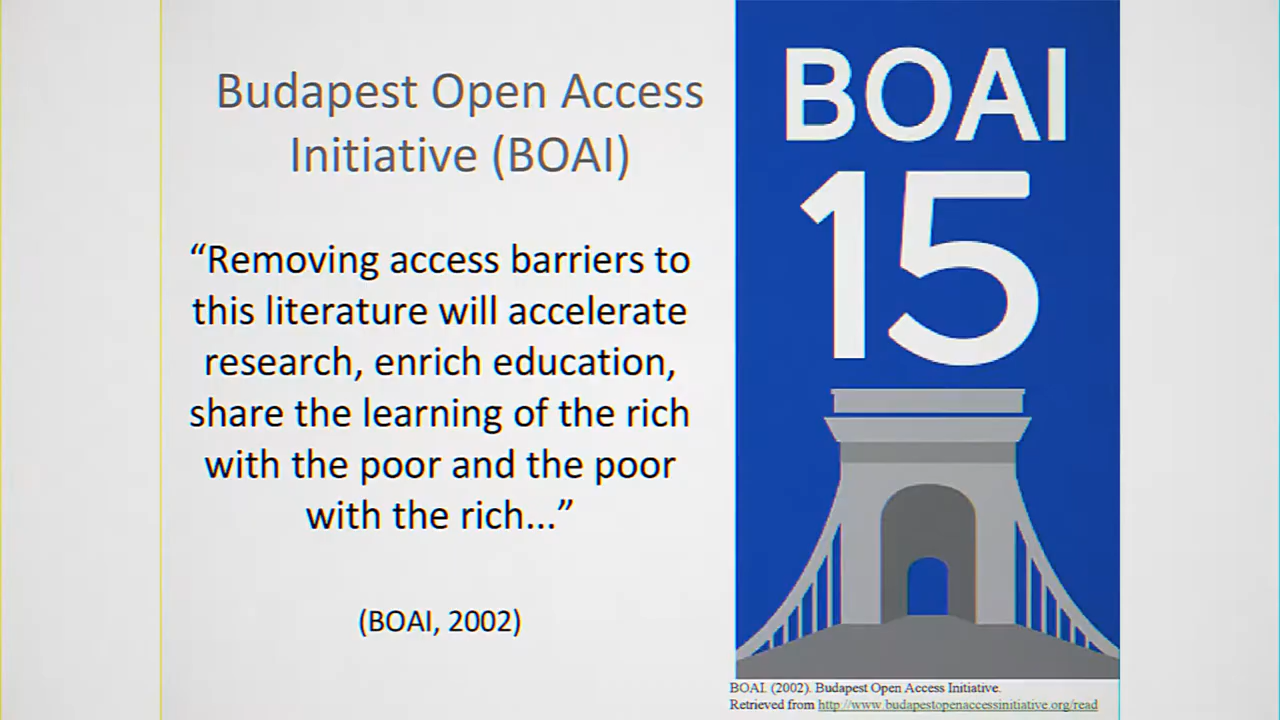 Budapest Open Access
Initiative (BOAI)
“Removing access barriers to
this literature will accelerate
research, enrich education,
share the learning of the rich
with the poor and the poor
with the rich...”
(BOAI, 2002)
BOAI
15
BOAI. (2002). Budapest Open Access Initiative.
Retrieved from http://www.budapestopenaccessinitiative.org/read